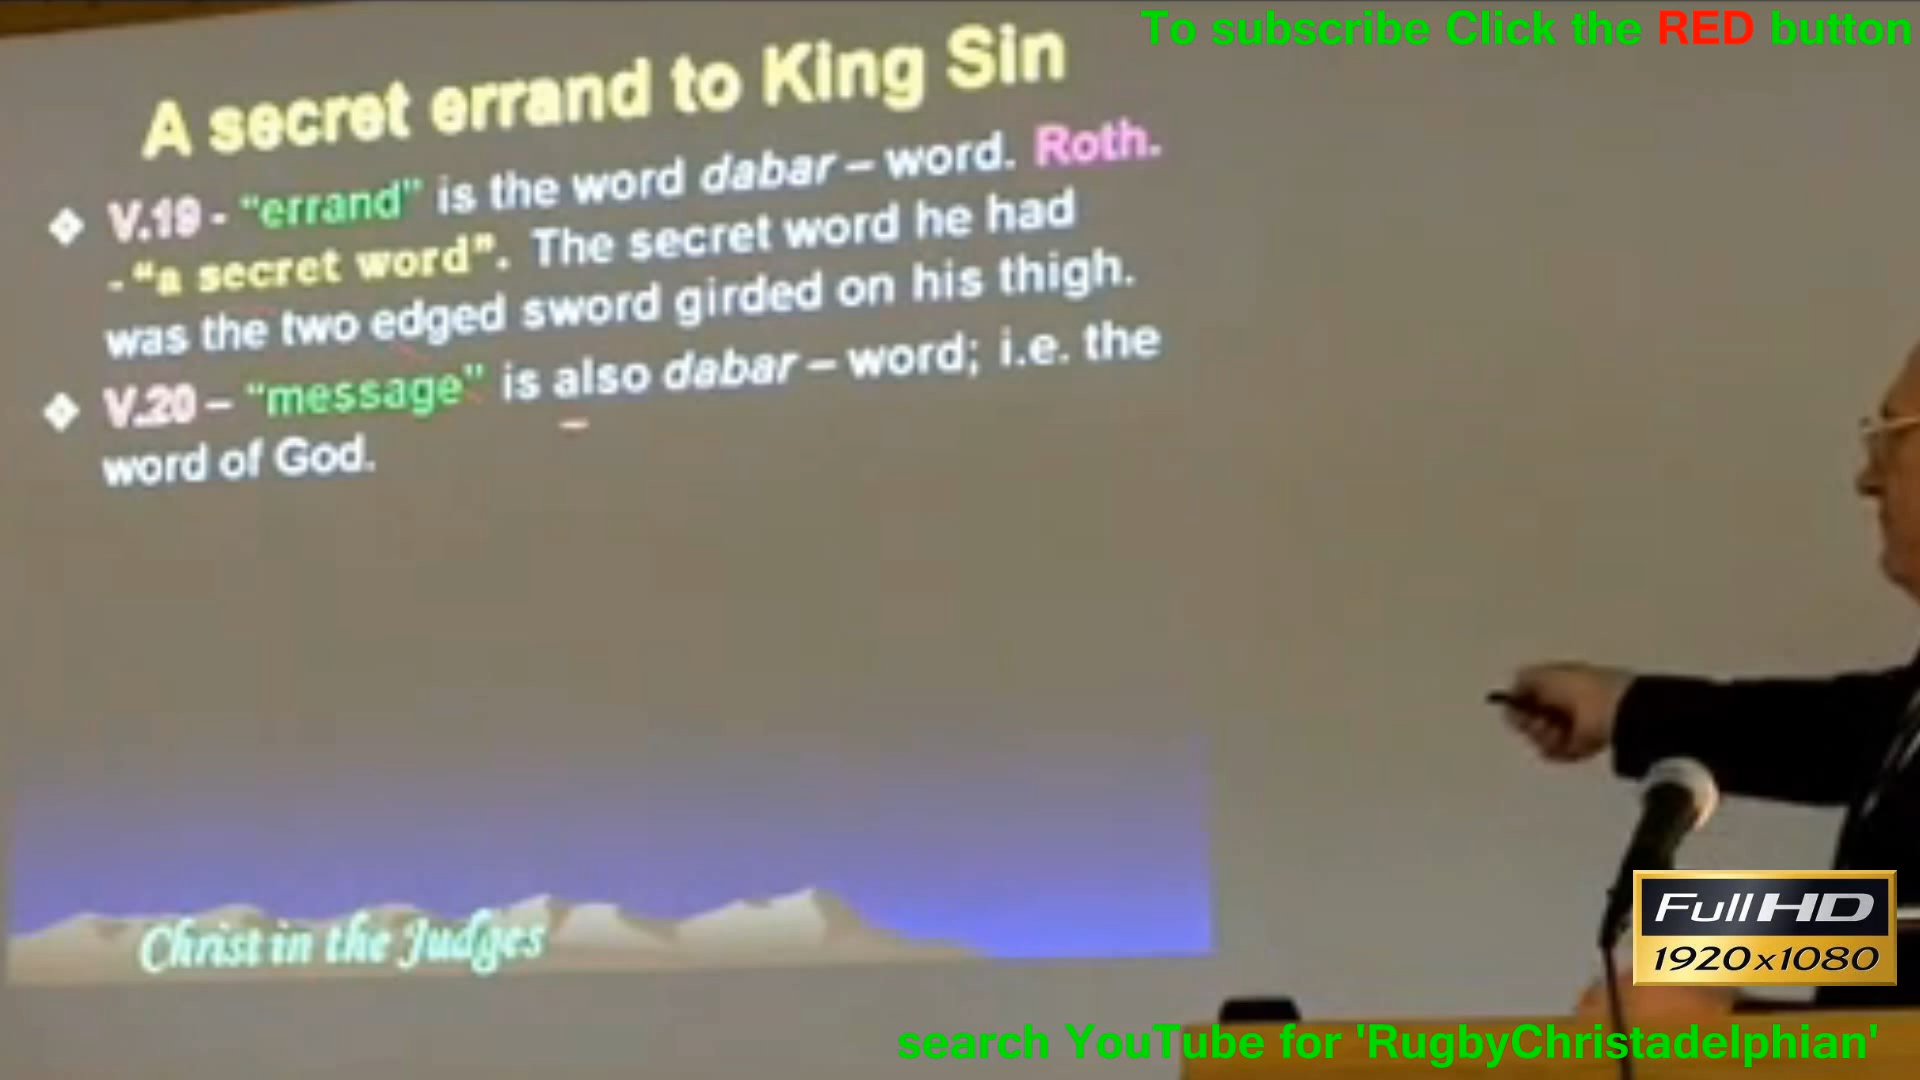 To subscribe Click the RED button
A secret errand to King Sin
❖ V.19 - “errand” is the word dabar – word. Roth.
- “a secret word”. The secret word he had
was the two edged sword girded on his thigh.
❖ V.20 – “message” is also dabar – word; i.e. the
word of God.
Christ in the Judges
Full HD
1920x1080
search YouTube for 'RugbyChristadelphian'